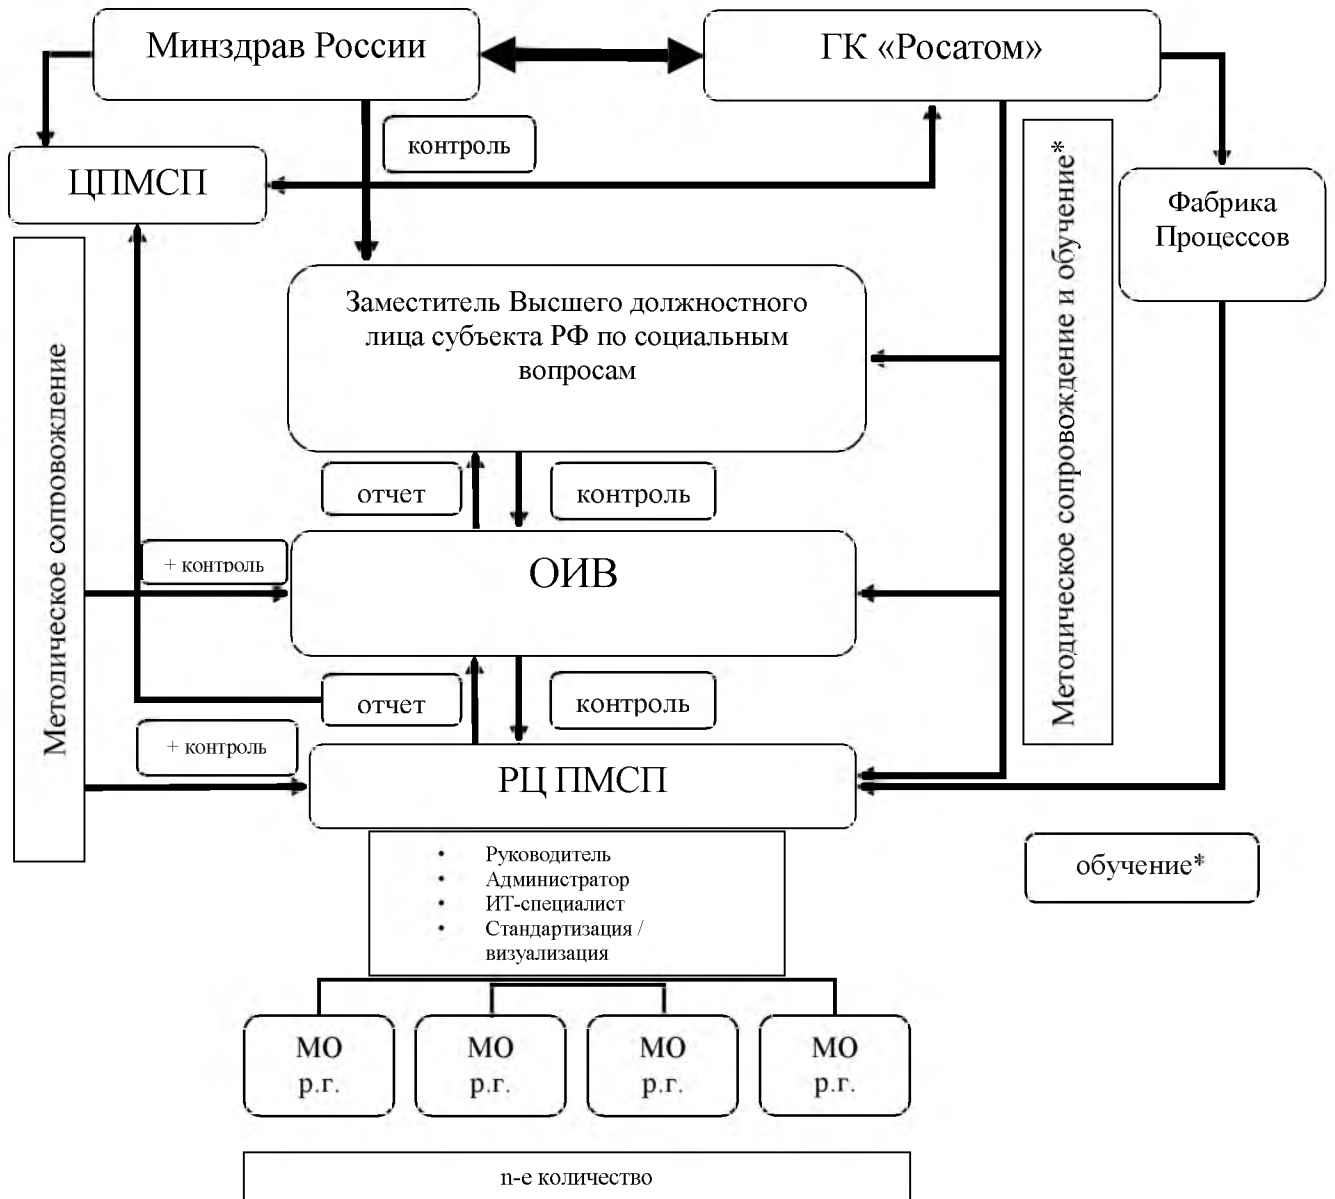 Минздрав России
ГК «Росатом»
контроль
ЦПМСП
Фабрика
Процессов
Методическое сопровождение
Методическое сопровождение и обучение*
Заместитель Высшего должностного
лица субъекта РФ по социальным
вопросам
отчет
контроль
+ контроль
ОИВ
отчет
контроль
+ контроль
РЦ ПМСП
• Руководитель
• Администратор
• ИТ-специалист
• Стандартизация /
визуализация
обучение*
МО
р.г.
МО
р.г.
МО
р.г.
МО
р.г.
n-е количество